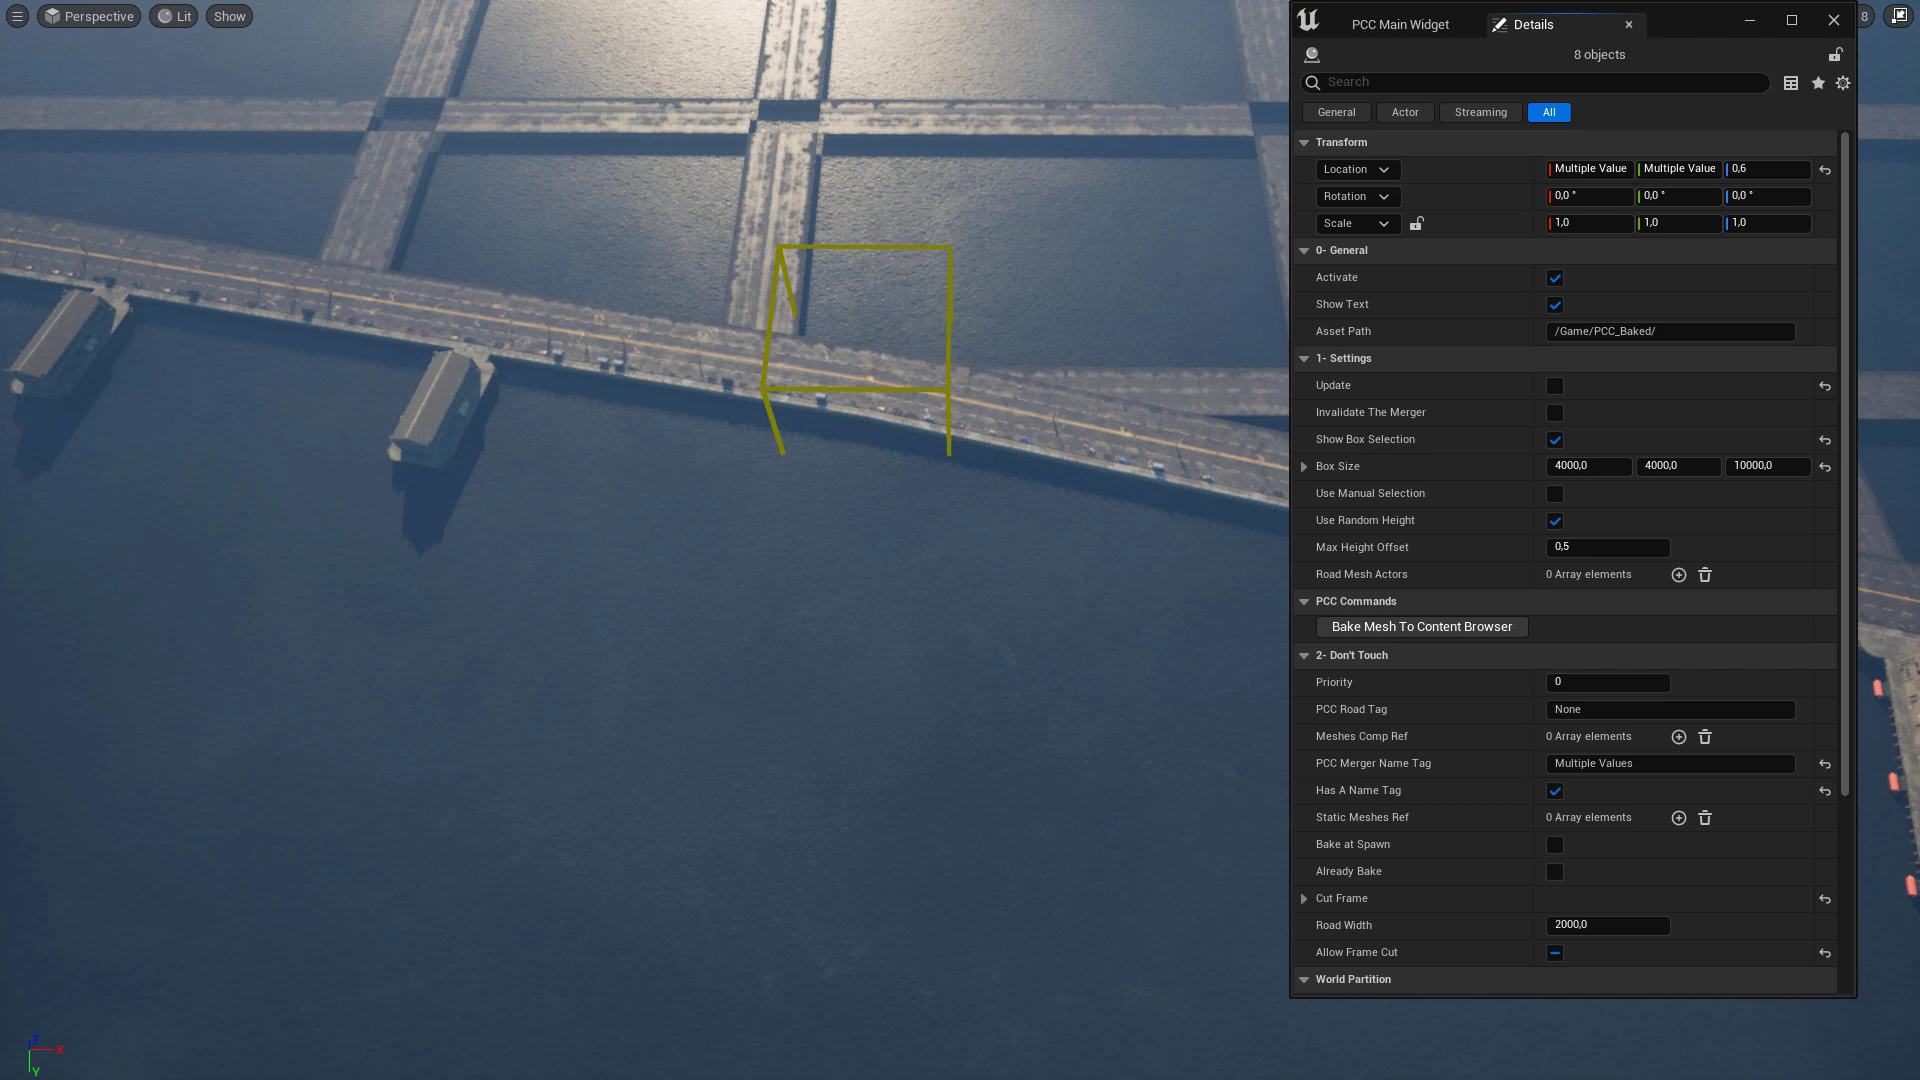 Perspective
Lit
Show
8
PCC Main Widget
Details
8 objects
Search
General
Actor
Streaming
All
Transform
Location
Multiple Value
Multiple Value
0,6
Rotation
0,0 °
0,0 °
0,0 °
Scale
1,0
1,0
1,0
0- General
Activate
Show Text
Asset Path
/Game/PCC_Baked/
1- Settings
Update
Invalidate The Merger
Show Box Selection
Box Size
4000,0
4000,0
10000,0
Use Manual Selection
Use Random Height
Max Height Offset
0,5
Road Mesh Actors
0 Array elements
PCC Commands
Bake Mesh To Content Browser
2- Don't Touch
Priority
0
PCC Road Tag
None
Meshes Comp Ref
0 Array elements
PCC Merger Name Tag
Multiple Values
Has A Name Tag
Static Meshes Ref
0 Array elements
Bake at Spawn
Already Bake
Cut Frame
Road Width
2000,0
Allow Frame Cut
World Partition
Z
X
Y